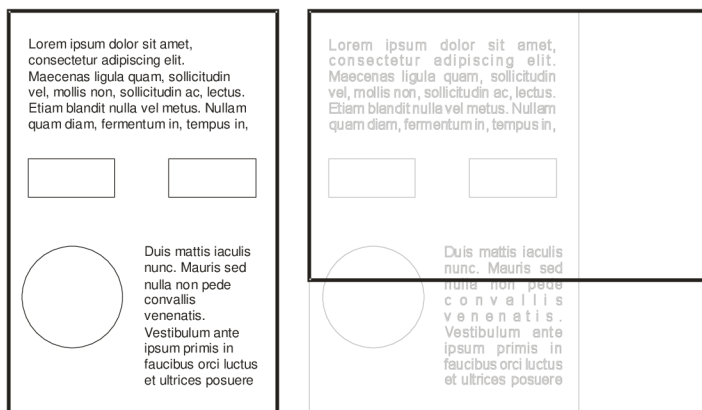 Lorem ipsum dolor sit amet,
consectetur adipiscing elit.
Maecenas ligula quam, sollicitudin
vel, mollis non, sollicitudin ac, lectus.
Etiam blandit nulla vel metus. Nullam
quam diam, fermentum in, tempus in,
Duis mattis iaculis
nunc. Mauris sed
nulla non pede
convallis
venenatis.
Vestibulum ante
ipsum primis in
faucibus orci luctus
et ultrices posuere
Lorem ipsum dolor sit amet,
consectetur adipiscing elit.
Maecenas ligula quam, sollicitudin
vel, mollis non, sollicitudin ac, lectus.
Etiam blandit nulla vel metus. Nullam
quam diam, fermentum in, tempus in,
Duis mattis iaculis
nunc. Mauris sed
nulla non pede
convallis
venenatis.
Vestibulum ante
ipsum primis in
faucibus orci luctus
et ultrices posuere